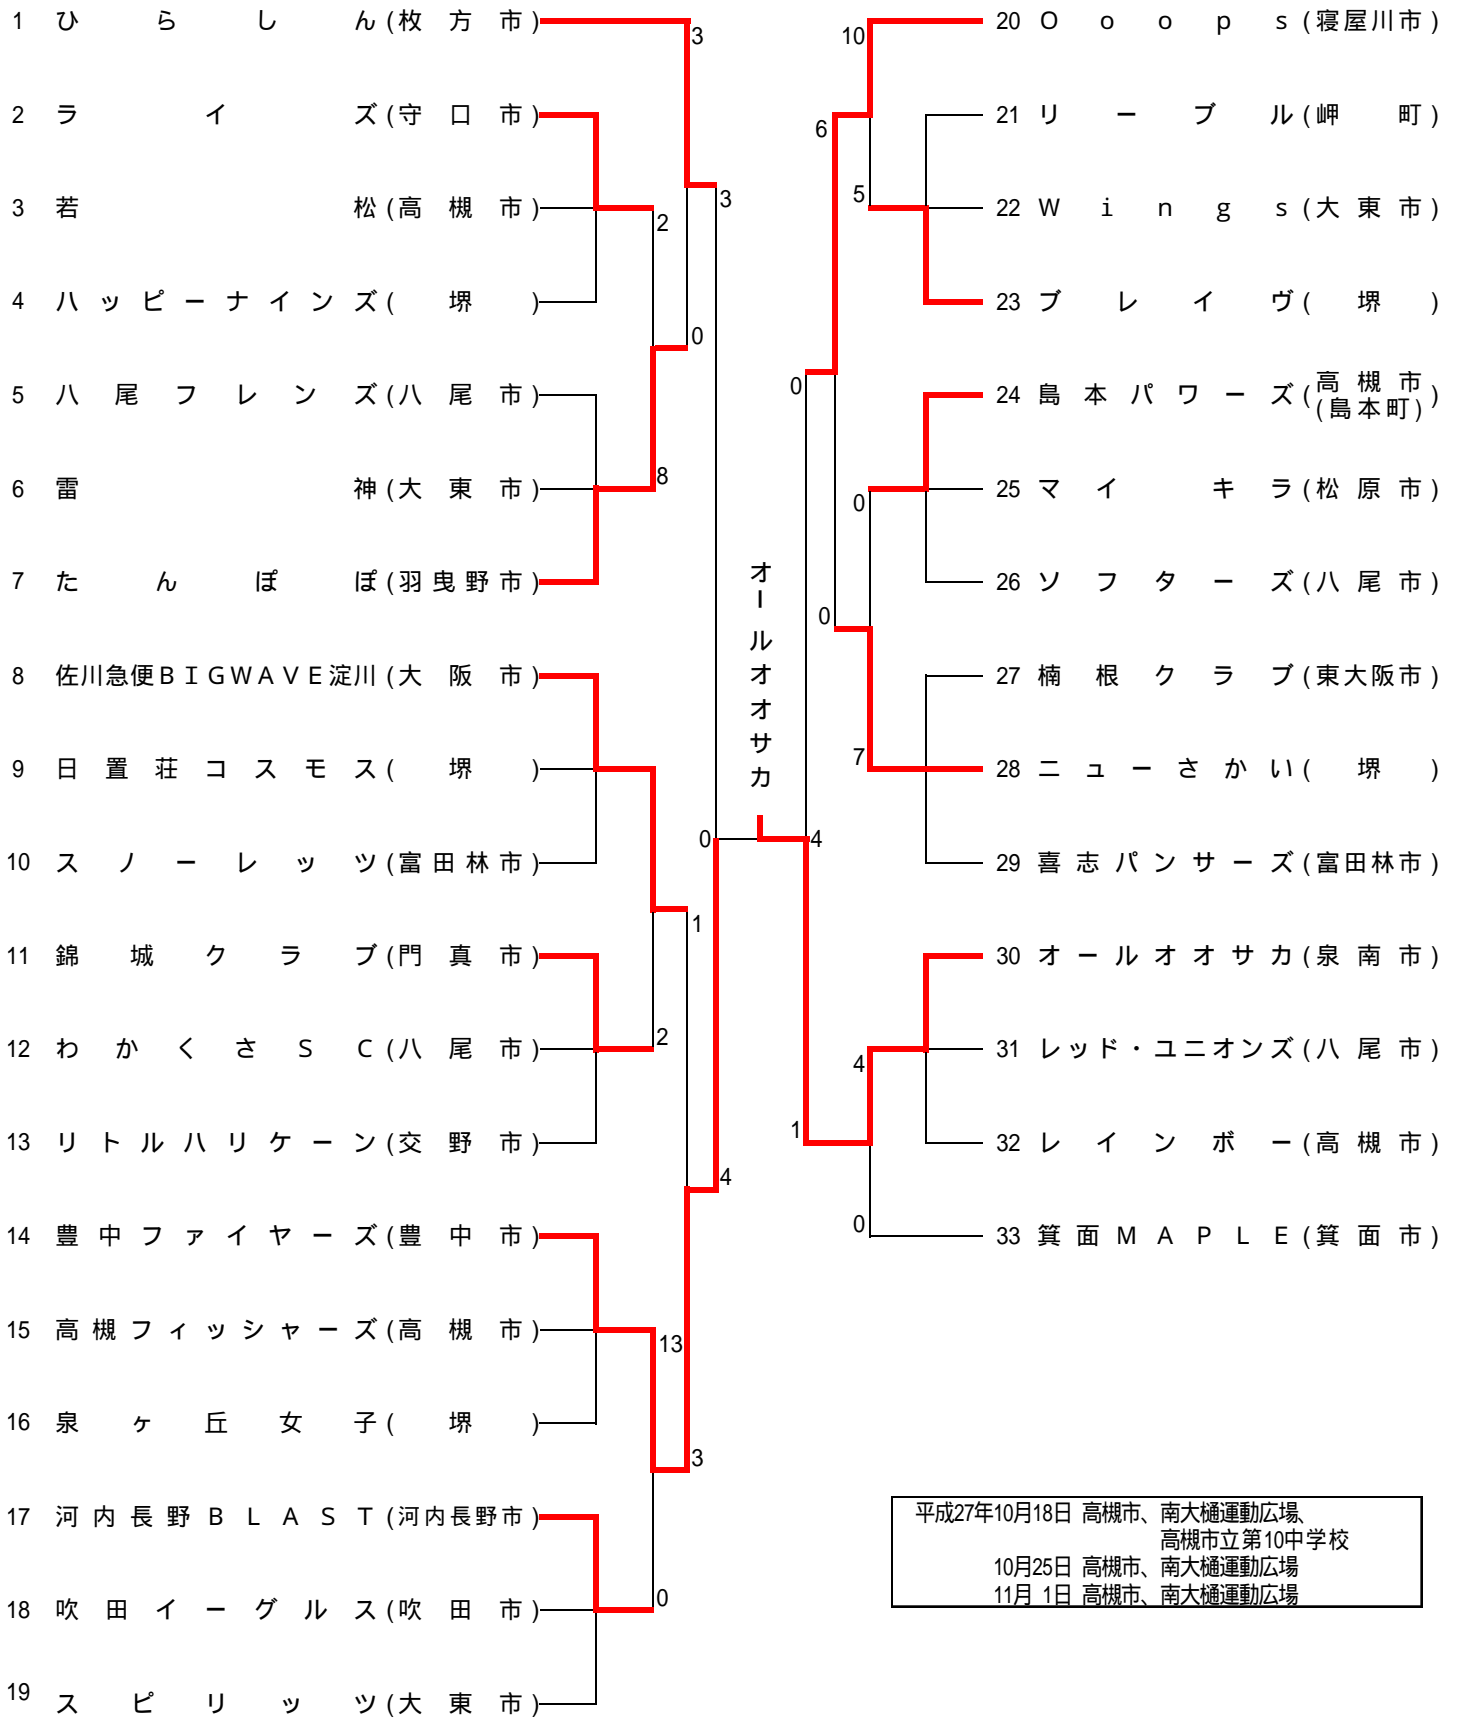 1 ひらしん(枚方市)
2 ライズ(守口市)
3 若松(高槻市)
4 ハッピーナインズ(堺)
5 八尾フレンズ(八尾市)
6 雷神(大東市)
7 たんぽぽ(羽曳野市)
8 佐川急便BIGWAVE淀川(大阪市)
9 日置荘コスモス(堺)
10 スノーレッツ(富田林市)
11 錦城クラブ(門真市)
12 わかくさSC(八尾市)
13 リトルハリケーン(交野市)
14 豊中ファイヤーズ(豊中市)
15 高槻フィッシャーズ(高槻市)
16 泉ヶ丘女子(堺)
17 河内長野BLAST(河内長野市)
18 吹田イーグルス(吹田市)
19 スピリッツ(大東市)
3
2
8
0
3
2
1
13
0
3
4
0
オールオオサカ
4
0
1
6
0
10
5
0
7
4
0
20 Ooops(寝屋川市)
21 リーブル(岬町)
22 Wings(大東市)
23 ブレイヴ(堺)
24 島本パワーズ(高槻市
(島本町))
25 マイキラ(松原市)
26 ソフターズ(八尾市)
27 楠根クラブ(東大阪市)
28 ニューさかい(堺)
29 喜志パンサーズ(富田林市)
30 オールオオサカ(泉南市)
31 レッド・ユニオンズ(八尾市)
32 レインボー(高槻市)
33 箕面MAPLE(箕面市)
平成27年10月18日 高槻市、南大樋運動広場、
高槻市立第10中学校
10月25日 高槻市、南大樋運動広場
11月 1日 高槻市、南大樋運動広場